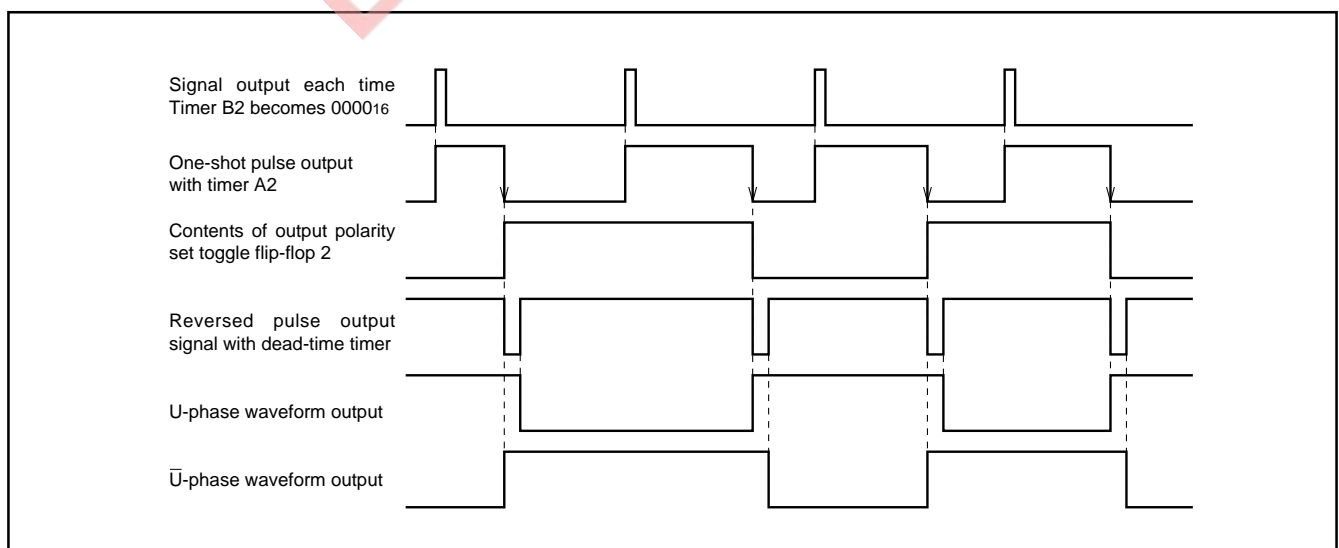 Signal output each time
Timer B2 becomes 000016
One-shot pulse output
with timer A2
Contents of output polarity
set toggle flip-flop 2
Reversed pulse output
signal with dead-time timer
U-phase waveform output
U̅-phase waveform output